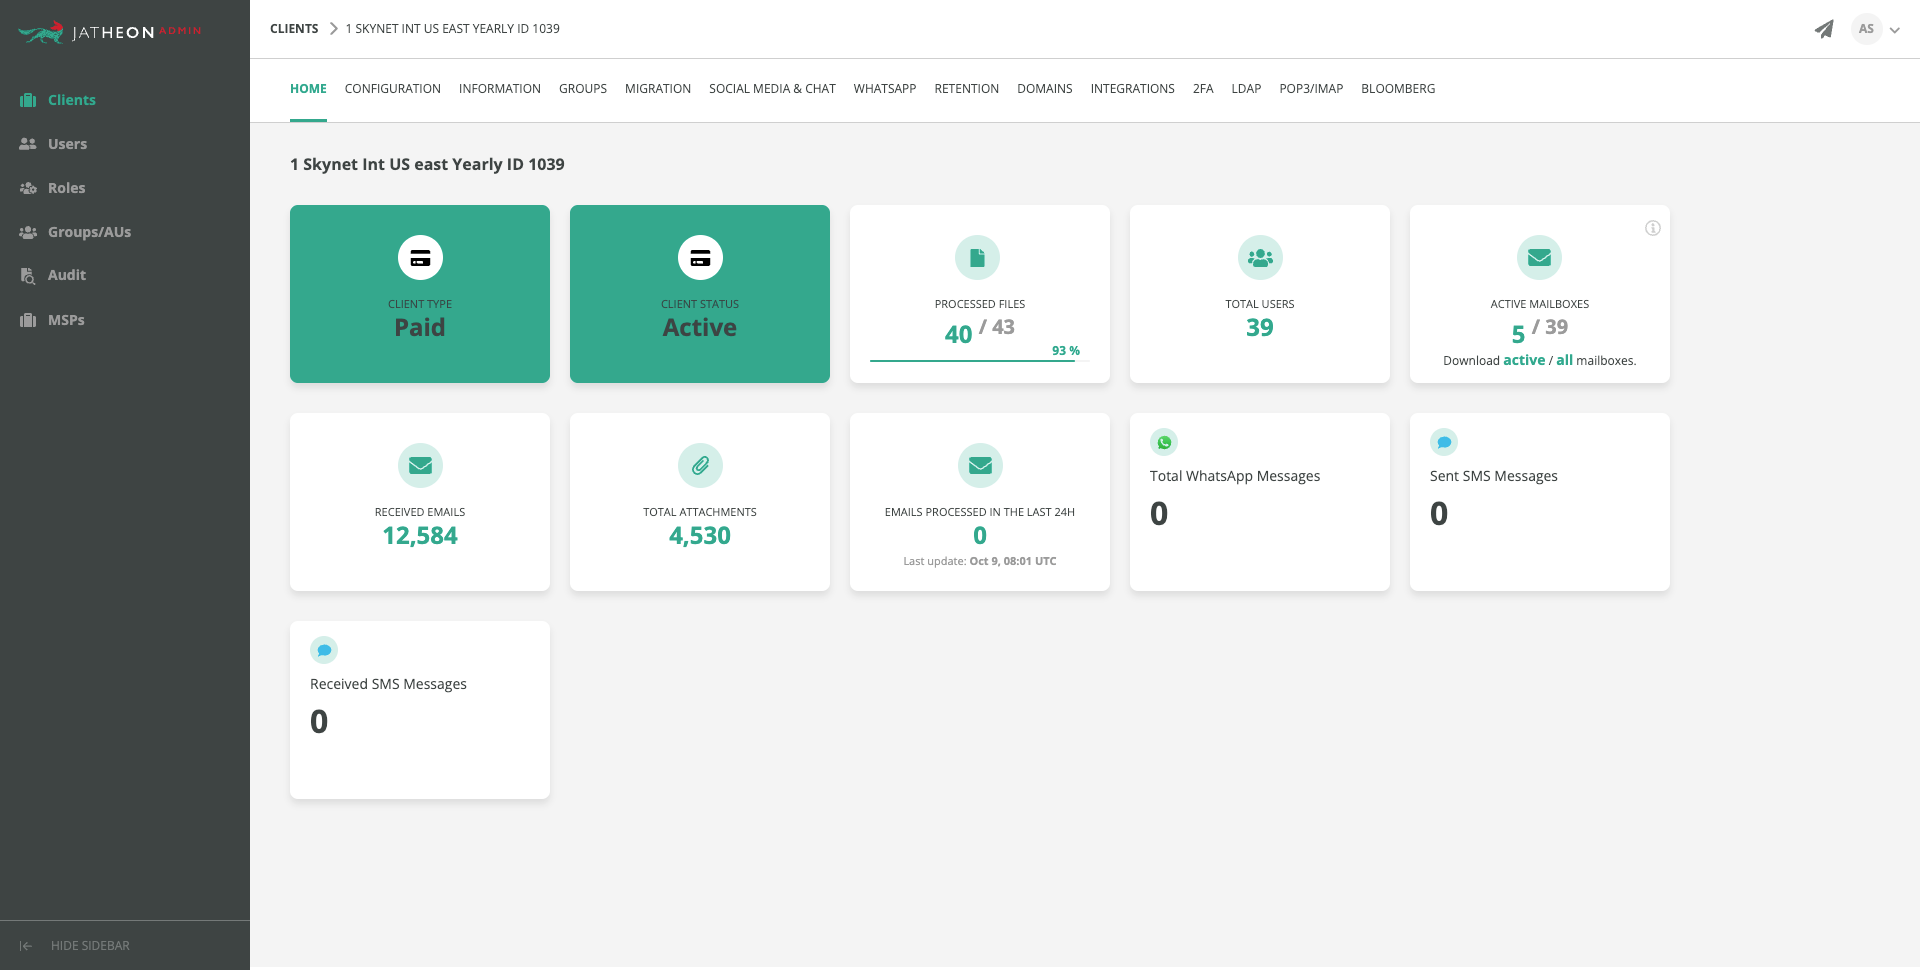 JATHEON ADMIN
Clients
Users
Roles
Groups/AUs
Audit
MSPs
HIDE SIDEBAR
CLIENTS 1 SKYNET INT US EAST YEARLY ID 1039
AS
HOME CONFIGURATION INFORMATION GROUPS MIGRATION SOCIAL MEDIA & CHAT WHATSAPP RETENTION DOMAINS INTEGRATIONS 2FA LDAP POP3/IMAP BLOOMBERG
1 Skynet Int US east Yearly ID 1039
CLIENT TYPE
Paid
CLIENT STATUS
Active
PROCESSED FILES
40 / 43
93 %
TOTAL USERS
39
ACTIVE MAILBOXES
5 / 39
Download active / all mailboxes.
RECEIVED EMAILS
12,584
TOTAL ATTACHMENTS
4,530
EMAILS PROCESSED IN THE LAST 24H
0
Last update: Oct 9, 08:01 UTC
Total WhatsApp Messages
0
Sent SMS Messages
0
Received SMS Messages
0